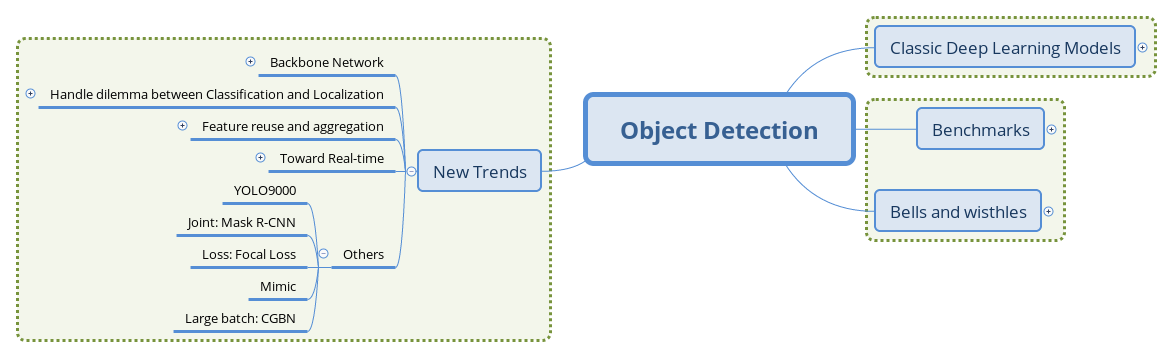 Object Detection
Classic Deep Learning Models
Benchmarks
Bells and wisthles
New Trends
Backbone Network
Handle dilemma between Classification and Localization
Feature reuse and aggregation
Toward Real-time
Others
YOLO9000
Joint: Mask R-CNN
Loss: Focal Loss
Mimic
Large batch: CGBN